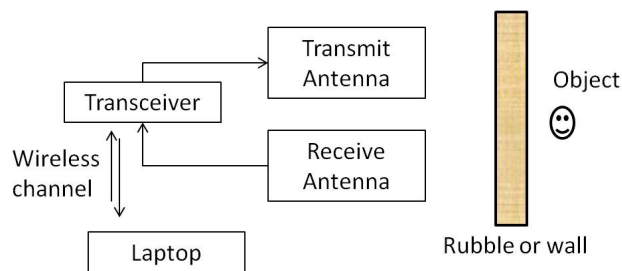 Transmit
Antenna
Object
Transceiver
Wireless
channel
Receive
Antenna
Rubble or wall
Laptop